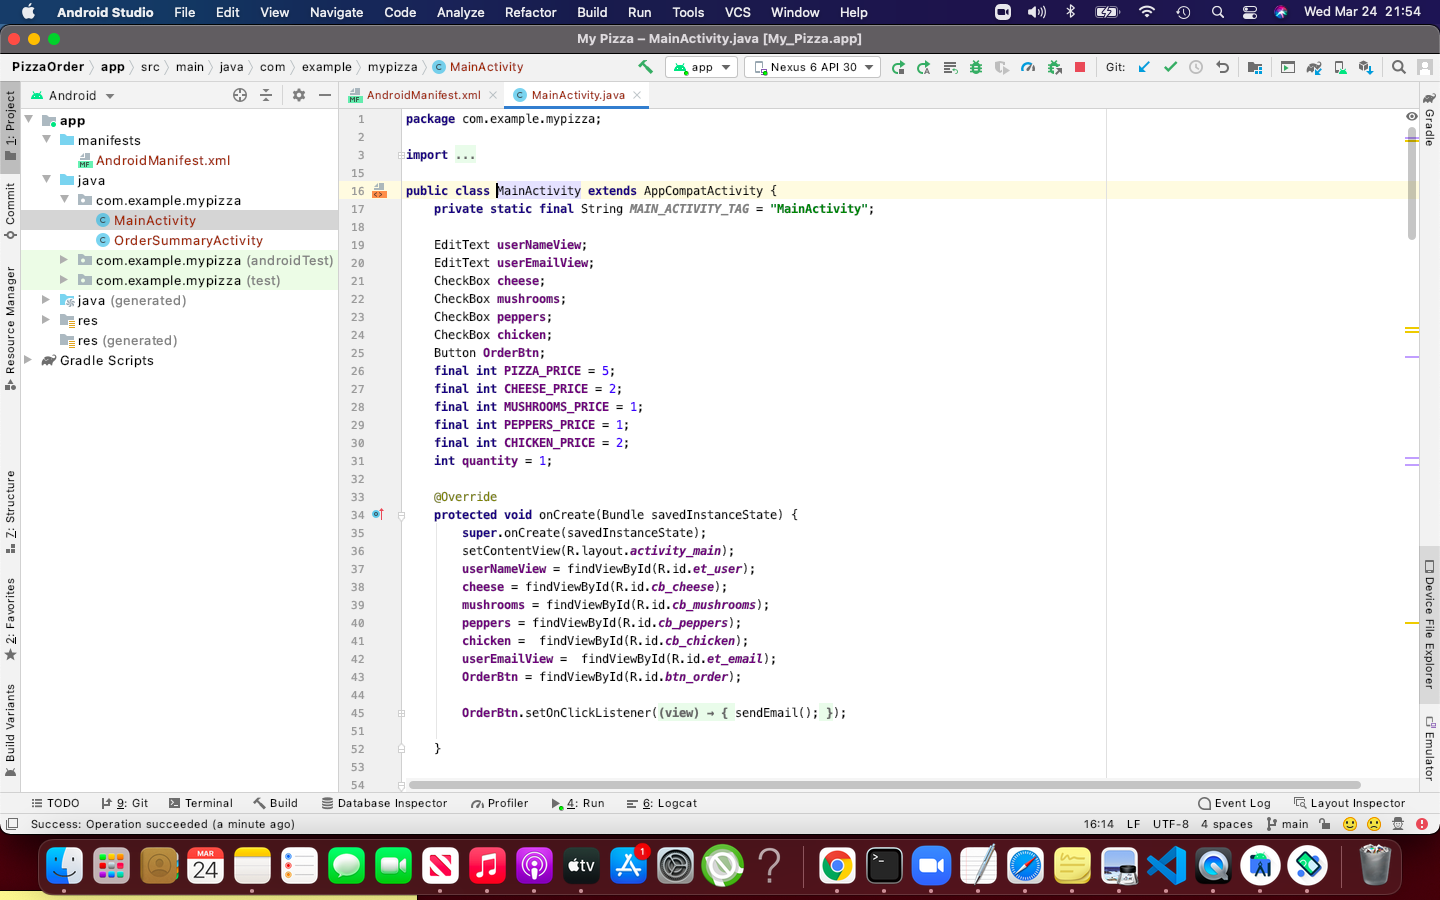 Android Studio File Edit View Navigate Code Analyze Refactor Build Run Tools VCS Window Help Wed Mar 24 21:54
My Pizza – MainActivity.java [My_Pizza.app]
PizzaOrder app src main java com example mypizza MainActivity app Nexus 6 API 30 Git:
Android
AndroidManifest.xml MainActivity.java
1: Project
Commit
Resource Manager
Z: Structure
2: Favorites
Build Variants
app
manifests
AndroidManifest.xml
java
com.example.mypizza
MainActivity
OrderSummaryActivity
com.example.mypizza (androidTest)
com.example.mypizza (test)
java (generated)
res
res (generated)
Gradle Scripts
1 package com.example.mypizza;
2
3 import ...
15
16 public class MainActivity extends AppCompatActivity {
17 private static final String MAIN_ACTIVITY_TAG = "MainActivity";
18
19 EditText userNameView;
20 EditText userEmailView;
21 CheckBox cheese;
22 CheckBox mushrooms;
23 CheckBox peppers;
24 CheckBox chicken;
25 Button OrderBtn;
26 final int PIZZA_PRICE = 5;
27 final int CHEESE_PRICE = 2;
28 final int MUSHROOMS_PRICE = 1;
29 final int PEPPERS_PRICE = 1;
30 final int CHICKEN_PRICE = 2;
31 int quantity = 1;
32
33 @Override
34 protected void onCreate(Bundle savedInstanceState) {
35 super.onCreate(savedInstanceState);
36 setContentView(R.layout.activity_main);
37 userNameView = findViewById(R.id.et_user);
38 cheese = findViewById(R.id.cb_cheese);
39 mushrooms = findViewById(R.id.cb_mushrooms);
40 peppers = findViewById(R.id.cb_peppers);
41 chicken =  findViewById(R.id.cb_chicken);
42 userEmailView =  findViewById(R.id.et_email);
43 OrderBtn = findViewById(R.id.btn_order);
44
45 OrderBtn.setOnClickListener((view) → { sendEmail(); });
51
52 }
53
54
Gradle
Device File Explorer
Emulator
TODO 9: Git Terminal Build Database Inspector Profiler 4: Run 6: Logcat Event Log Layout Inspector
Success: Operation succeeded (a minute ago) 16:14 LF UTF-8 4 spaces main
MAR
24
tv
1